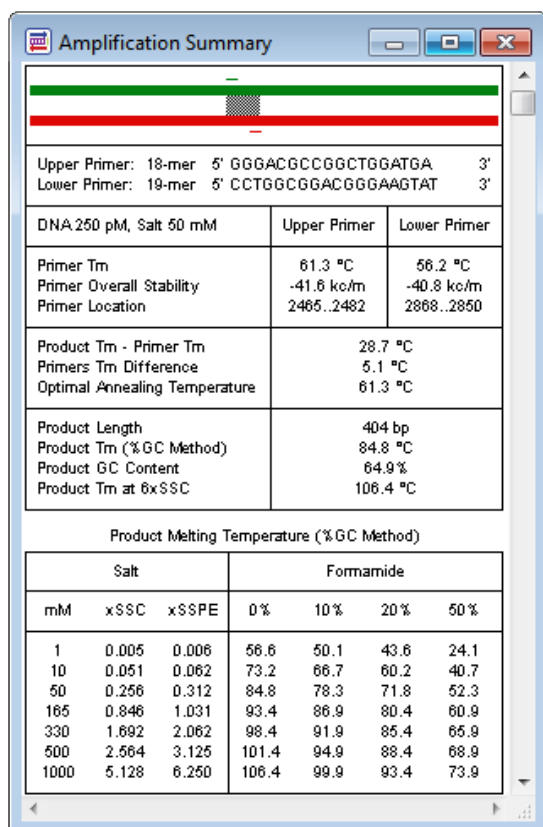 Amplification Summary
Upper Primer: 18-mer 5' GGGACGCCGGCTGGATGA 3'
Lower Primer: 19-mer 5' CCTGGCGGACGGGAAGTAT 3'
DNA 250 pM, Salt 50 mM Upper Primer Lower Primer
Primer Tm 61.3 ºC 56.2 ºC
Primer Overall Stability -41.6 kc/m -40.8 kc/m
Primer Location 2465..2482 2868..2850
Product Tm - Primer Tm 28.7 ºC
Primers Tm Difference 5.1 ºC
Optimal Annealing Temperature 61.3 ºC
Product Length 404 bp
Product Tm (%GC Method) 84.8 ºC
Product GC Content 64.9%
Product Tm at 6xSSC 106.4 ºC
Product Melting Temperature (%GC Method)
Salt Formamide
mM xSSC xSSPE 0% 10% 20% 50%
1 0.005 0.006 56.6 50.1 43.6 24.1
10 0.051 0.062 73.2 66.7 60.2 40.7
50 0.256 0.312 84.8 78.3 71.8 52.3
165 0.846 1.031 93.4 86.9 80.4 60.9
330 1.692 2.062 98.4 91.9 85.4 65.9
500 2.564 3.125 101.4 94.9 88.4 68.9
1000 5.128 6.250 106.4 99.9 93.4 73.9